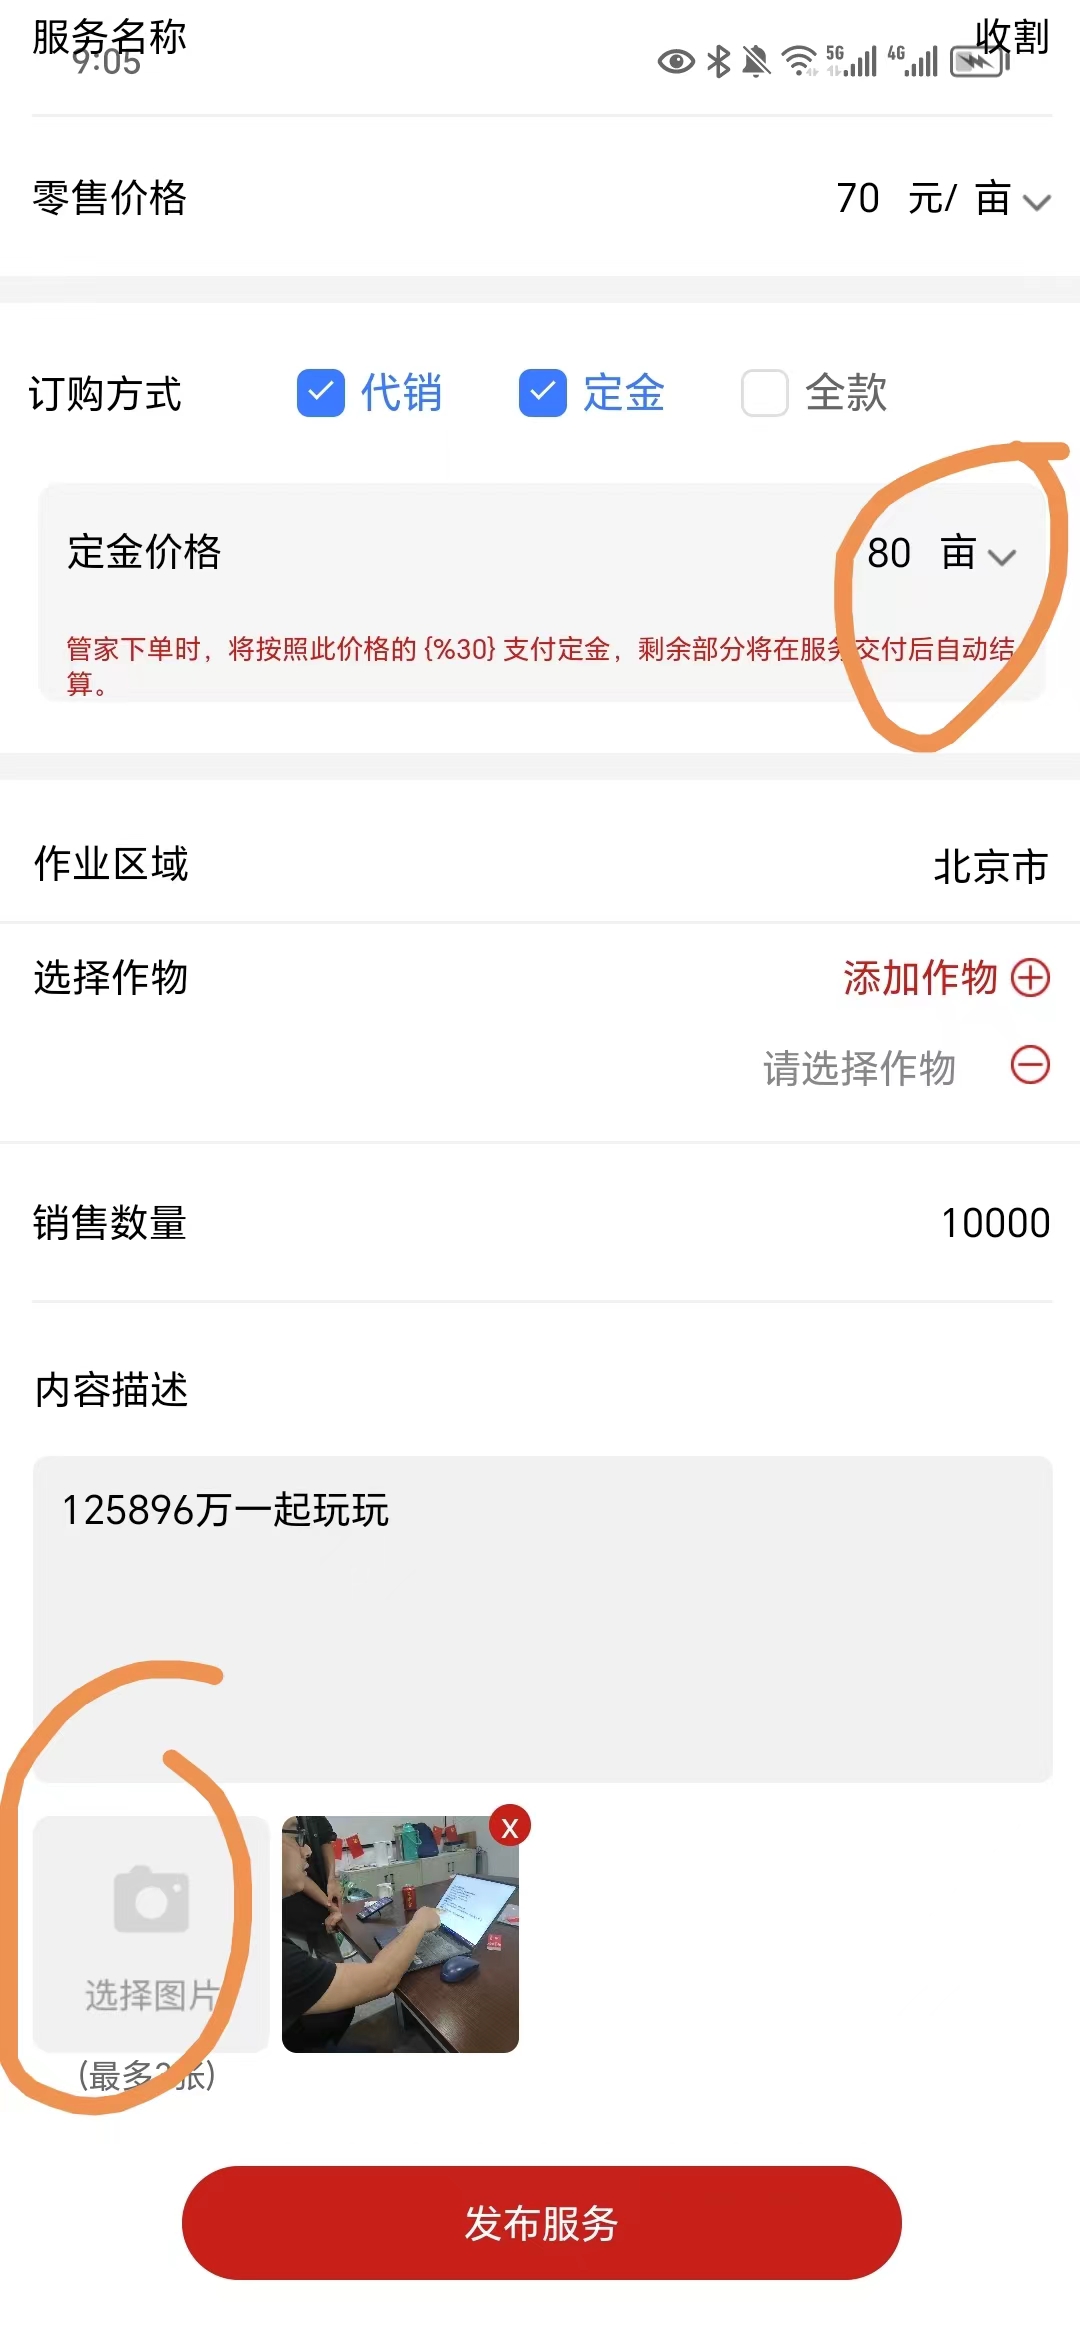 服务名称 收割
9:05 5G 4G
零售价格 70 元/ 亩
订购方式 代销 定金 全款
定金价格 80 亩
管家下单时，将按照此价格的 {%30} 支付定金，剩余部分将在服务交付后自动结
算。
作业区域 北京市
选择作物 添加作物
请选择作物
销售数量 10000
内容描述
125896万一起玩玩
x
选择图片
(最多3张)
发布服务